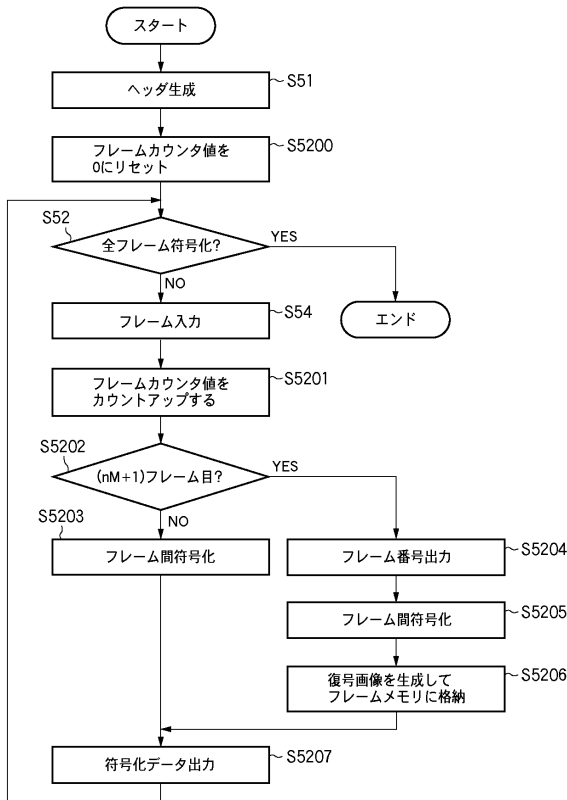 スタート
ヘッダ生成
S51
フレームカウンタ値を
0にリセット
S5200
S52
全フレーム符号化?
YES
NO
エンド
フレーム入力
S54
フレームカウンタ値を
カウントアップする
S5201
S5202
(nM+1)フレーム目?
YES
NO
S5203
フレーム間符号化
フレーム番号出力
S5204
フレーム間符号化
S5205
復号画像を生成して
フレームメモリに格納
S5206
符号化データ出力
S5207